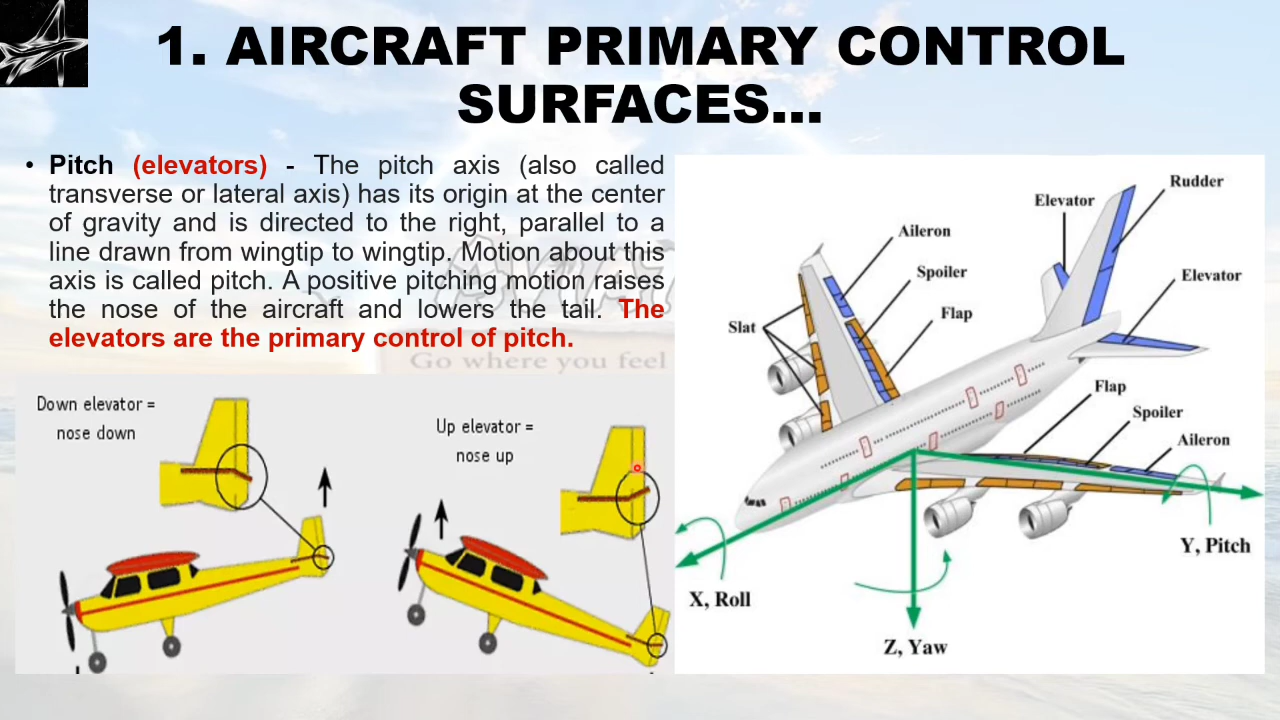 1. AIRCRAFT PRIMARY CONTROL
SURFACES...
• Pitch (elevators) - The pitch axis (also called
transverse or lateral axis) has its origin at the center
of gravity and is directed to the right, parallel to a
line drawn from wingtip to wingtip. Motion about this
axis is called pitch. A positive pitching motion raises
the nose of the aircraft and lowers the tail. The
elevators are the primary control of pitch.
Go where you feel
Down elevator =
nose down
Up elevator =
nose up
Rudder
Elevator
Aileron
Spoiler
Elevator
Flap
Slat
Flap
Spoiler
Aileron
Y, Pitch
X, Roll
Z, Yaw